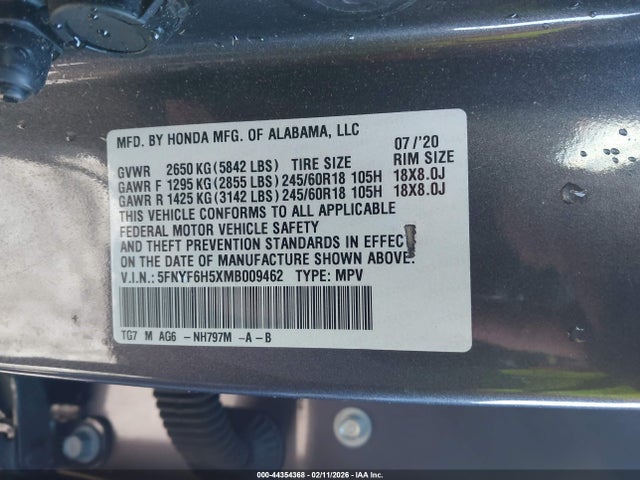 MFD. BY HONDA MFG. OF ALABAMA, LLC 07/'20
GVWR 2650 KG (5842 LBS) TIRE SIZE RIM SIZE
GAWR F 1295 KG (2855 LBS) 245/60R18 105H 18X8.0J
GAWR R 1425 KG (3142 LBS) 245/60R18 105H 18X8.0J
THIS VEHICLE CONFORMS TO ALL APPLICABLE
FEDERAL MOTOR VEHICLE SAFETY
AND THEFT PREVENTION STANDARDS IN EFFEC
ON THE DATE OF MANUFACTURE SHOWN ABOVE.
V.I.N.: 5FNYF6H5XMB009462 TYPE: MPV
TG7 M AG6 -NH797M -A-B
000-44354368 - 02/11/2026 - IAA Inc.